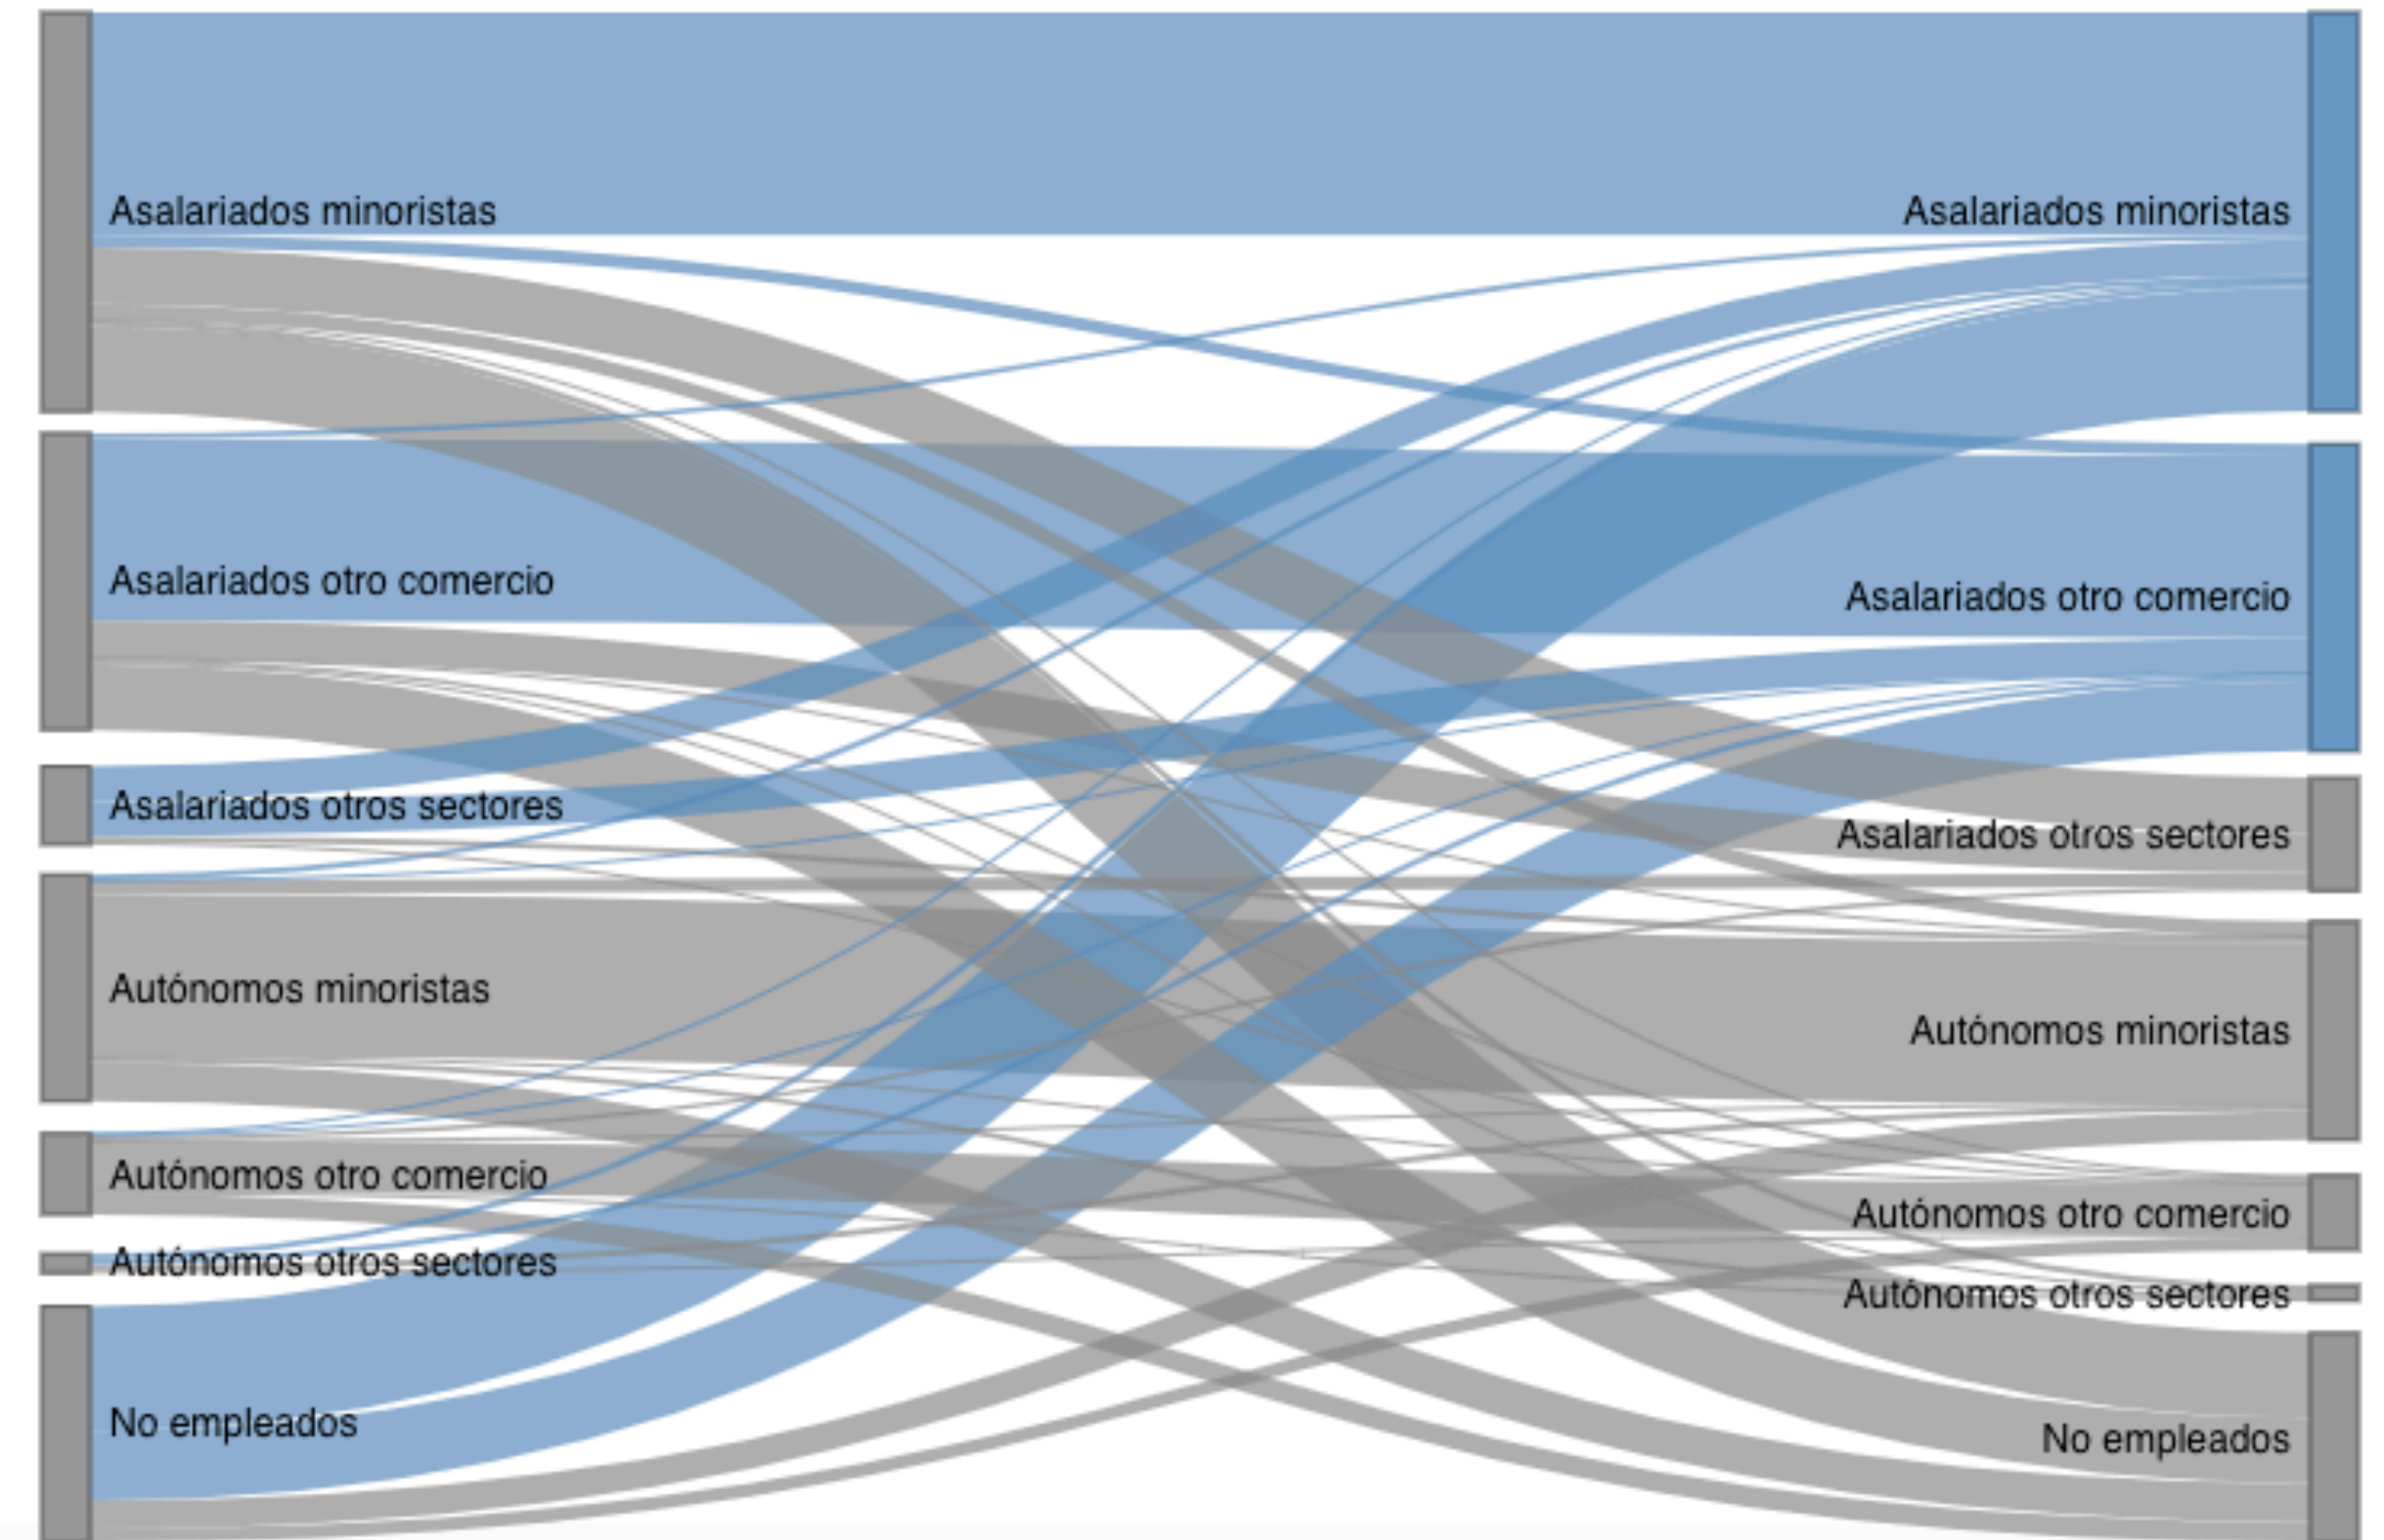 Asalariados minoristas
Asalariados minoristas
Asalariados otro comercio
Asalariados otro comercio
Asalariados otros sectores
Asalariados otros sectores
Autónomos minoristas
Autónomos minoristas
Autónomos otro comercio
Autónomos otro comercio
Autónomos otros sectores
Autónomos otros sectores
No empleados
No empleados